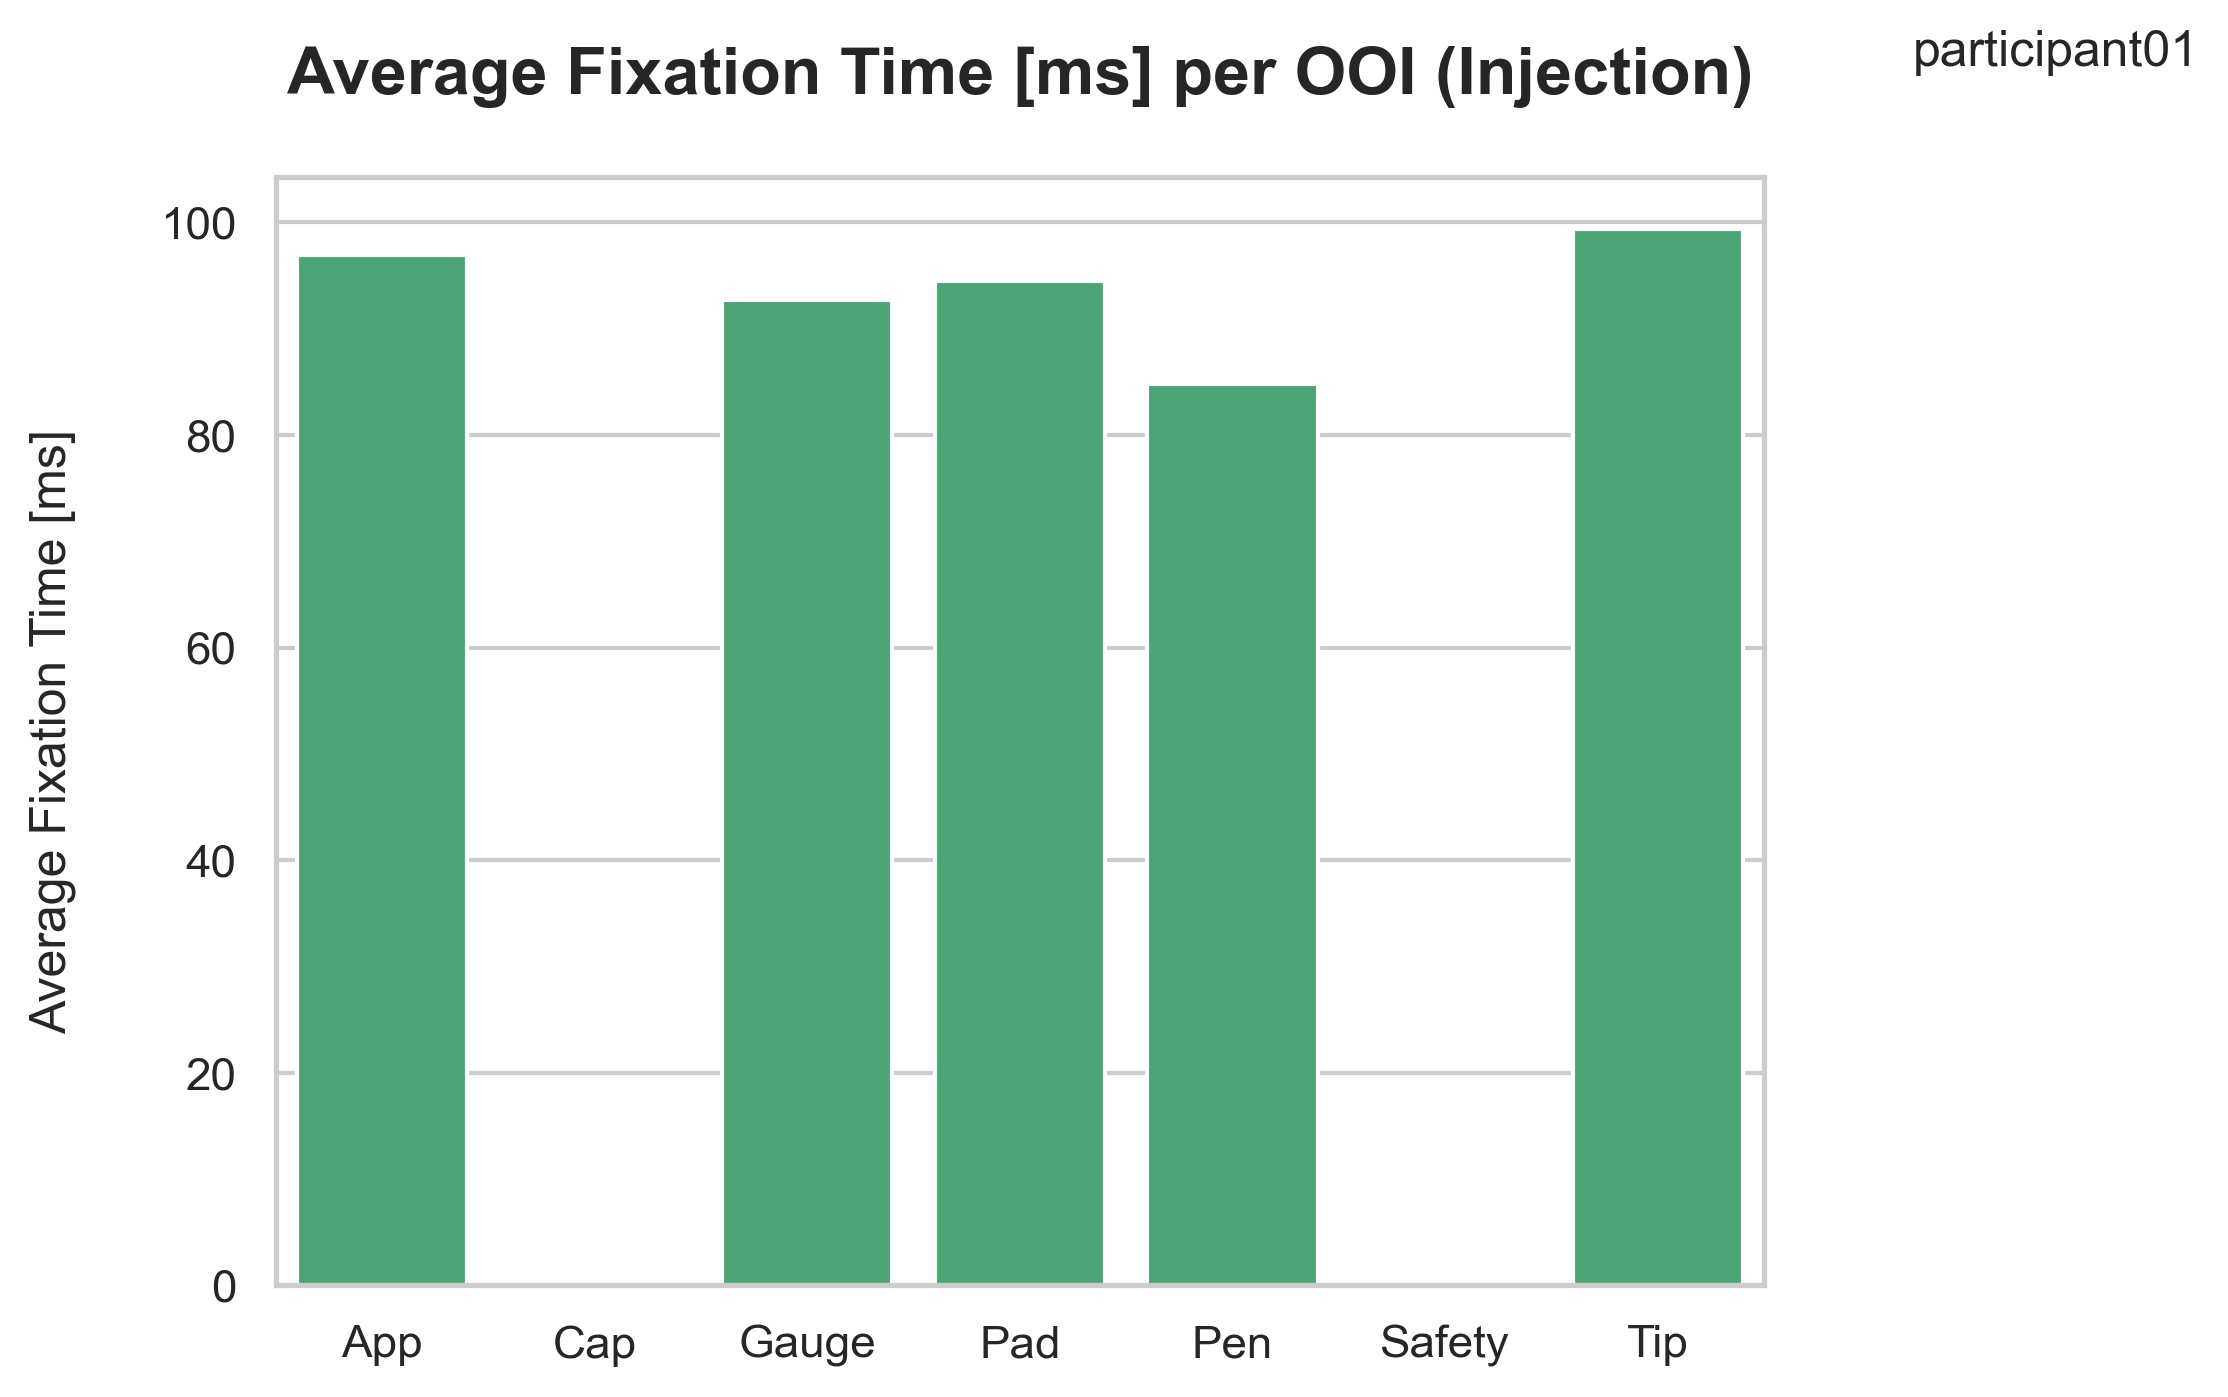 participant01
Average Fixation Time [ms] per OOI (Injection)
Average Fixation Time [ms]
100
80
60
40
20
0
App Cap Gauge Pad Pen Safety Tip